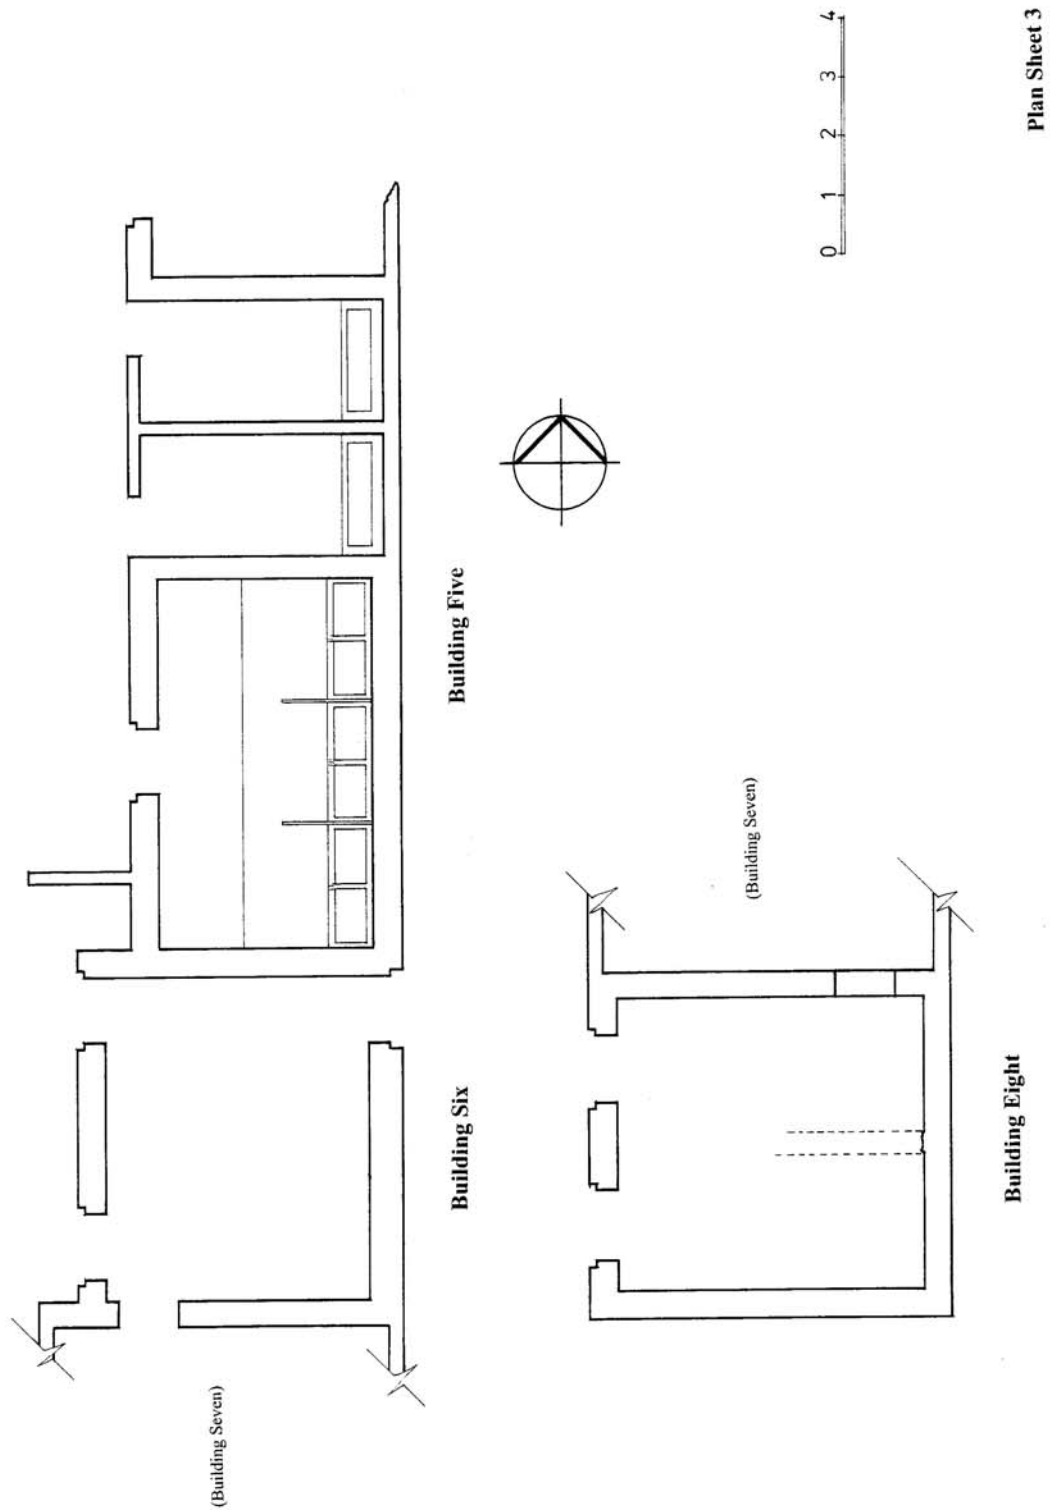 (Building Seven)
Building Six
Building Five
Building Eight
(Building Seven)
0 1 2 3 4
Plan Sheet 3